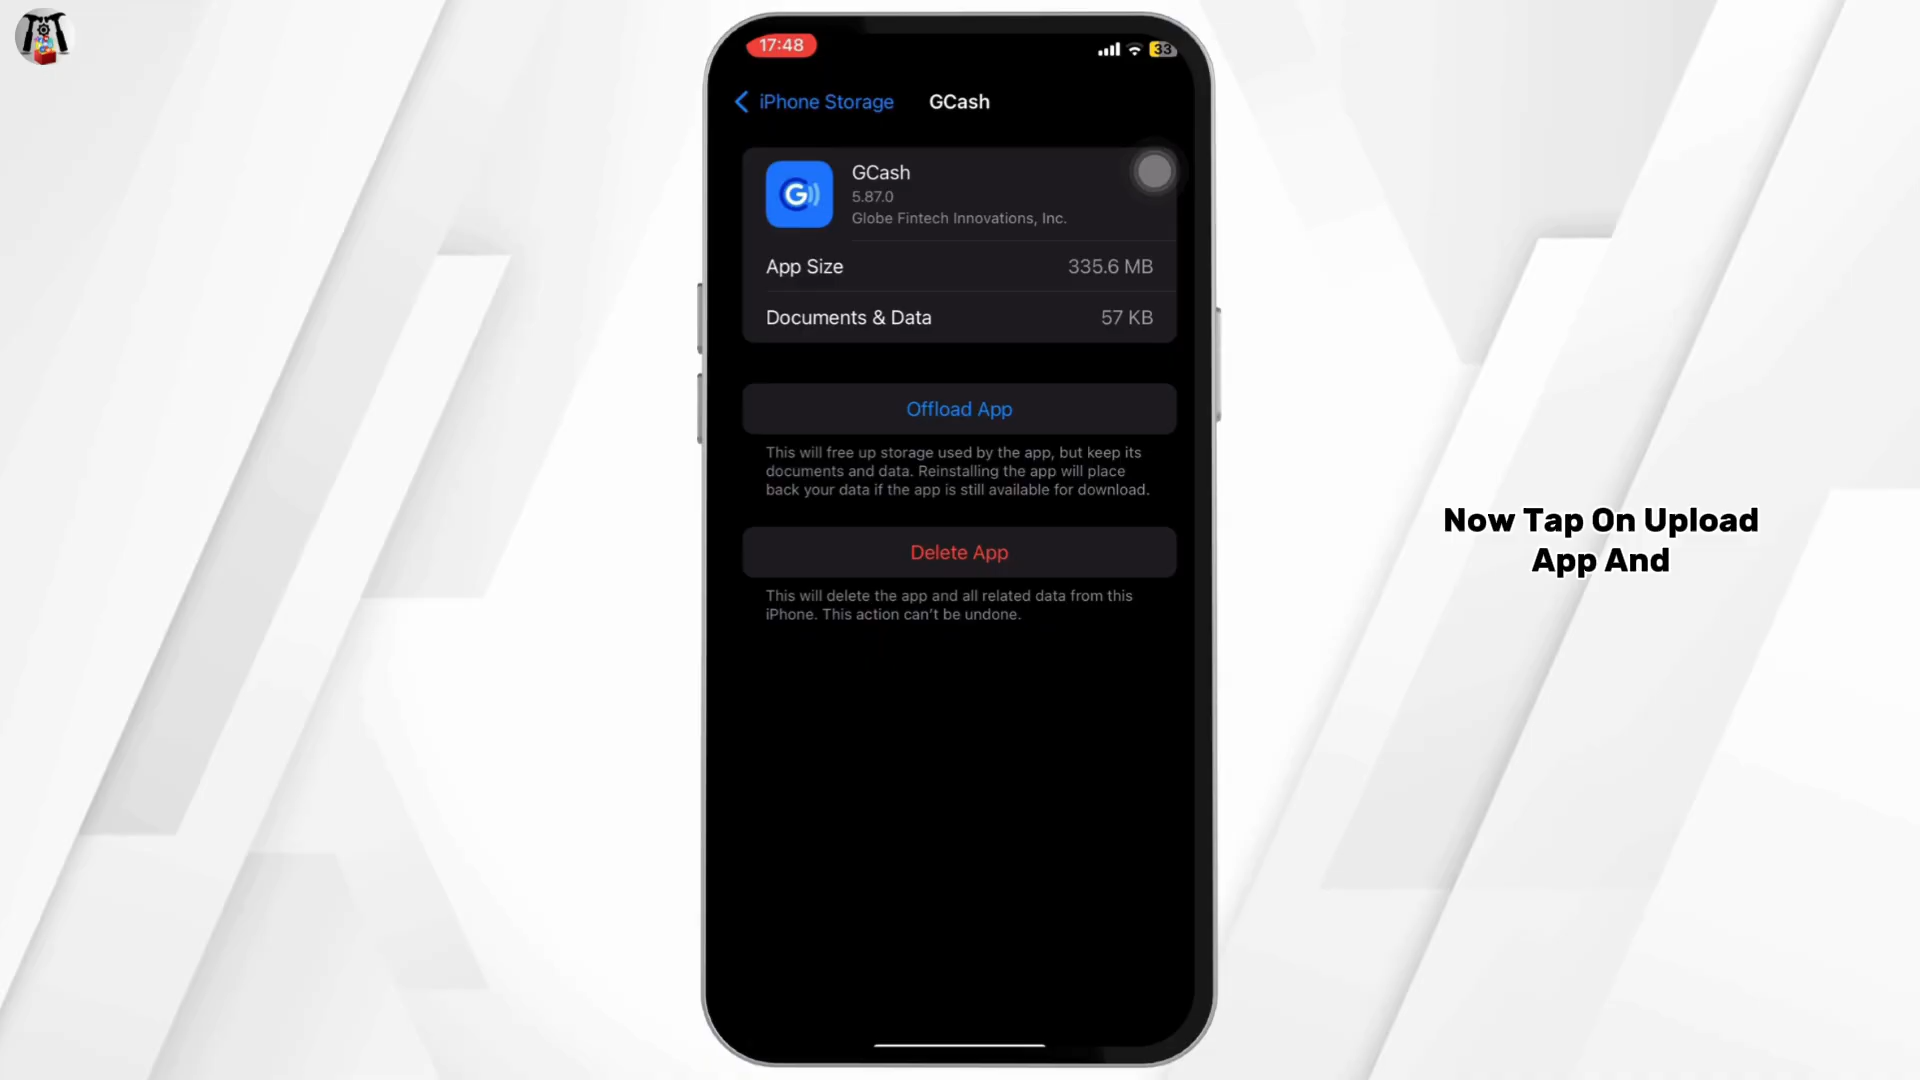 17:48
33
iPhone Storage
GCash
GCash
5.87.0
Globe Fintech Innovations, Inc.
App Size
335.6 MB
Documents & Data
57 KB
Offload App
This will free up storage used by the app, but keep its
documents and data. Reinstalling the app will place
back your data if the app is still available for download.
Delete App
This will delete the app and all related data from this
iPhone. This action can't be undone.
Now Tap On Upload
App And